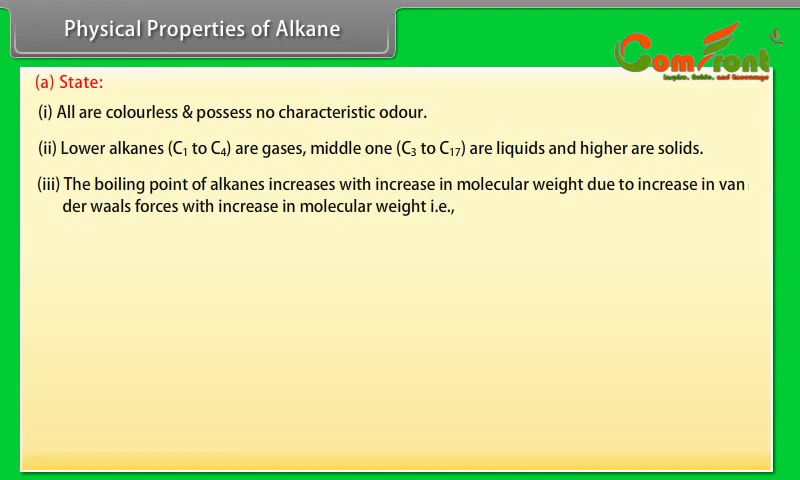 Physical Properties of Alkane
ComFront
Inspire, Guide, and Encourage
(a) State:
(i) All are colourless & possess no characteristic odour.
(ii) Lower alkanes (C₁ to C₄) are gases, middle one (C₃ to C₁₇) are liquids and higher are solids.
(iii) The boiling point of alkanes increases with increase in molecular weight due to increase in van
der waals forces with increase in molecular weight i.e.,